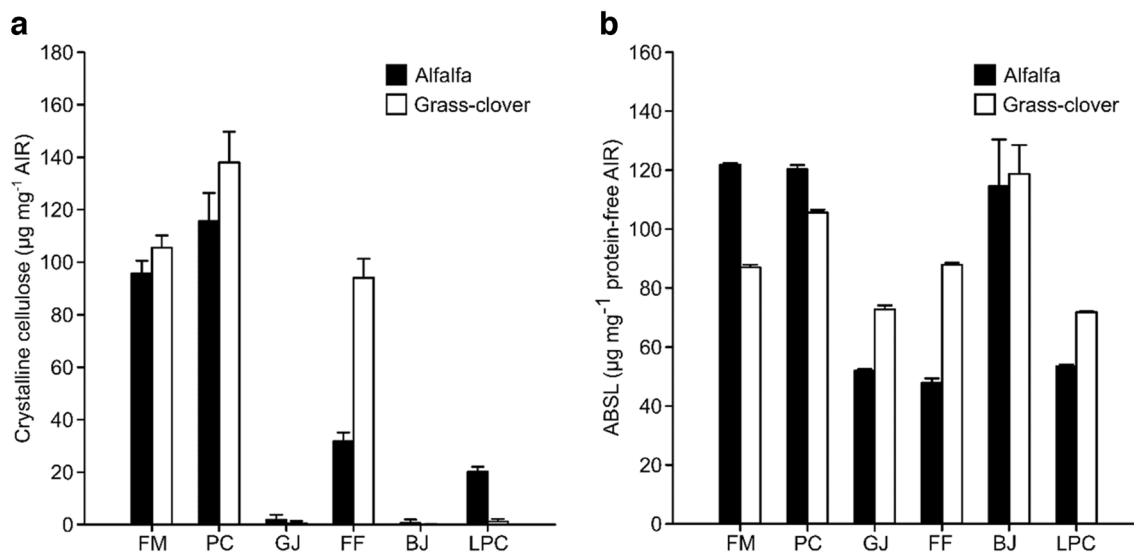 a
180
160
140
120
100
80
60
40
20
0
Crystalline cellulose (µg mg⁻¹ AIR)
Alfalfa
Grass-clover
FM PC GJ FF BJ LPC
b
160
140
120
100
80
60
40
20
0
ABSL (µg mg⁻¹ protein-free AIR)
Alfalfa
Grass-clover
FM PC GJ FF BJ LPC